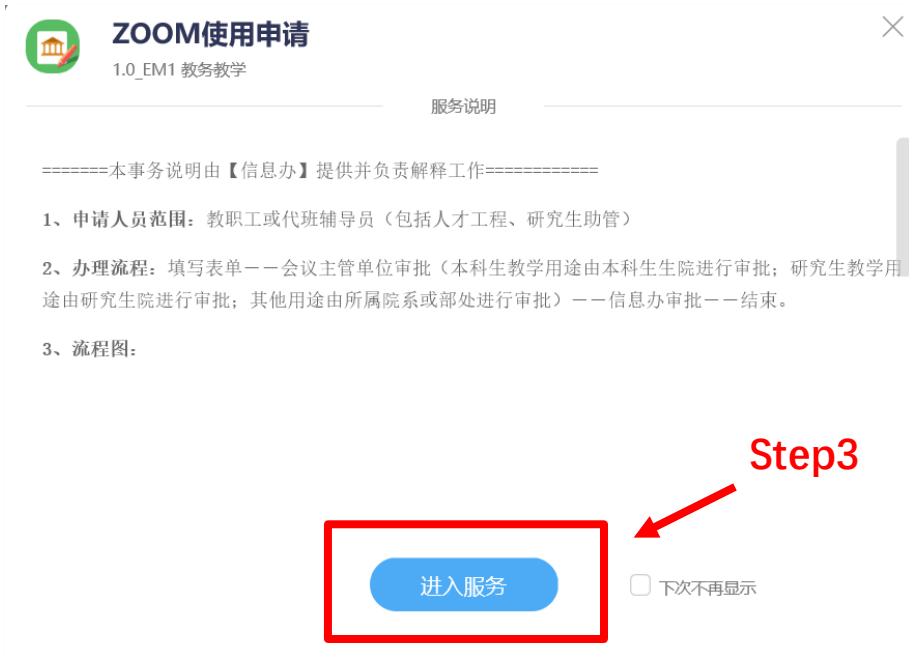 ZOOM使用申请
1.0_EM1 教务教学
服务说明
=======本事务说明由【信息办】提供并负责解释工作============
1、申请人员范围：教职工或代班辅导员（包括人才工程、研究生助管）
2、办理流程：填写表单－－会议主管单位审批（本科生教学用途由本科生生院进行审批；研究生教学用
途由研究生院进行审批；其他用途由所属院系或部处进行审批）－－信息办审批－－结束。
3、流程图：
Step3
进入服务
下次不再显示